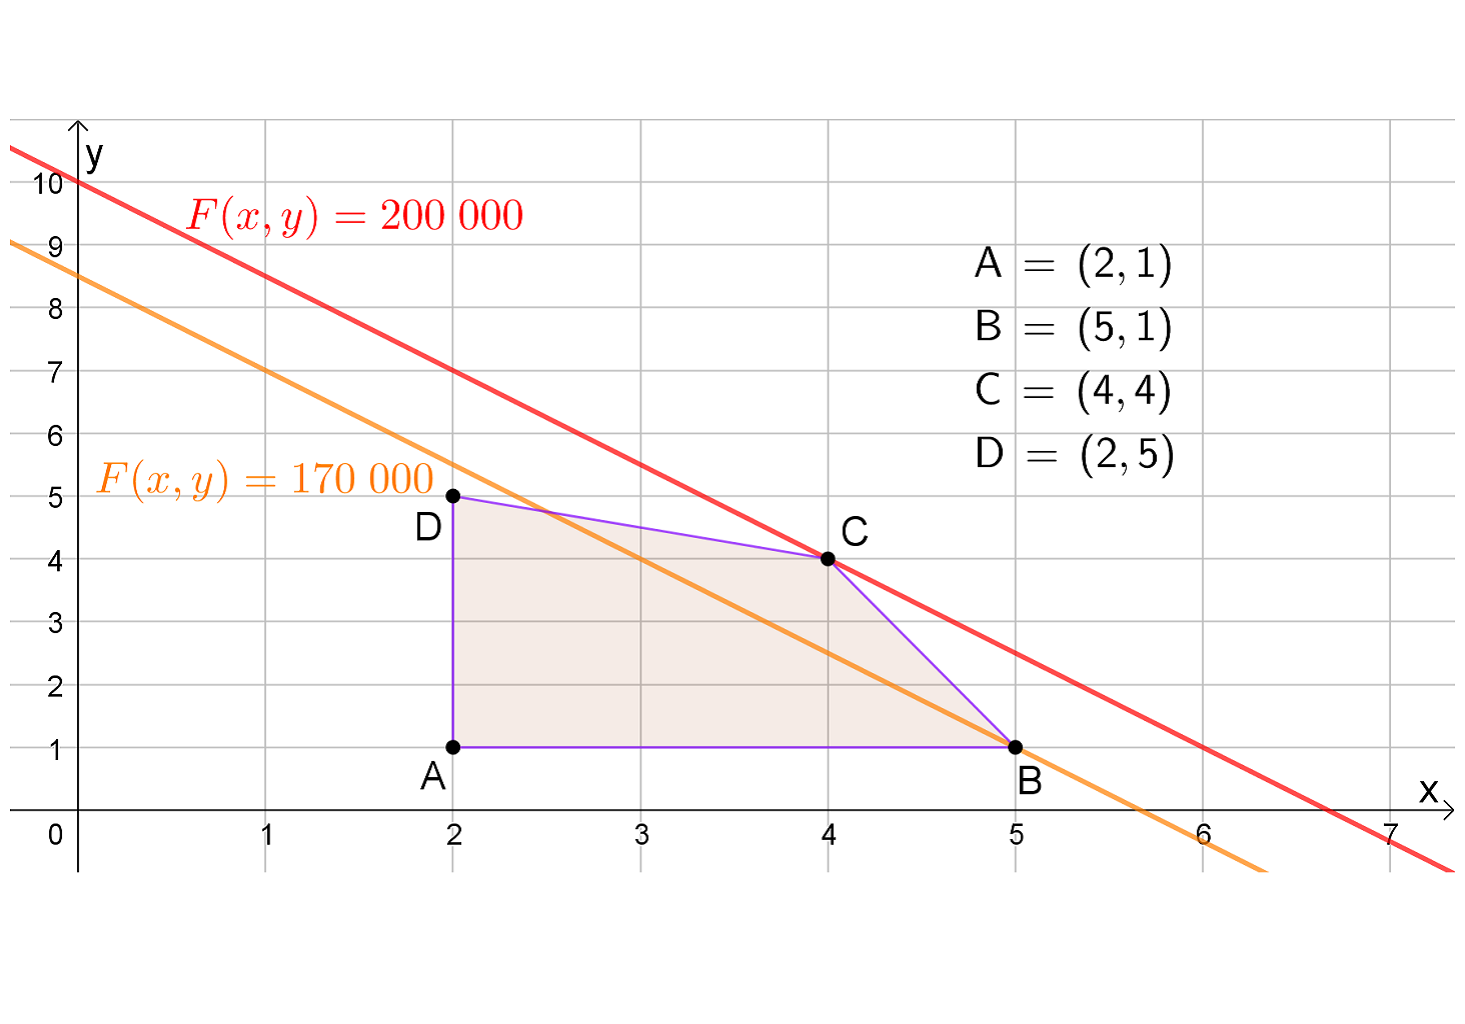 y
10
F(x, y) = 200 000
9
A = (2, 1)
8
B = (5, 1)
7
C = (4, 4)
6
D = (2, 5)
F(x, y) = 170 000
5
D
C
4
3
2
1
A
B
x
0 1 2 3 4 5 6 7